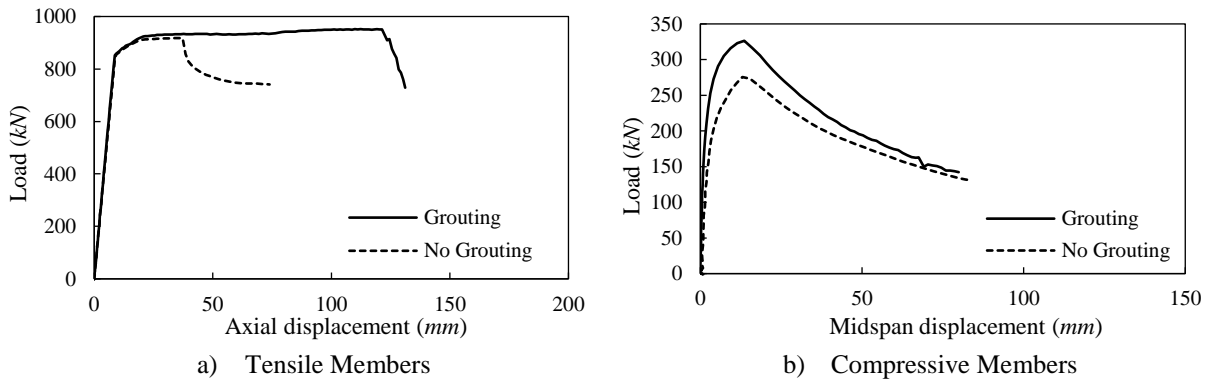 1000
800
600
400
200
0
Load (kN)
Grouting
No Grouting
0 50 100 150 200
Axial displacement (mm)
a) Tensile Members
350
300
250
200
150
100
50
0
Load (kN)
Grouting
No Grouting
0 50 100 150
Midspan displacement (mm)
b) Compressive Members